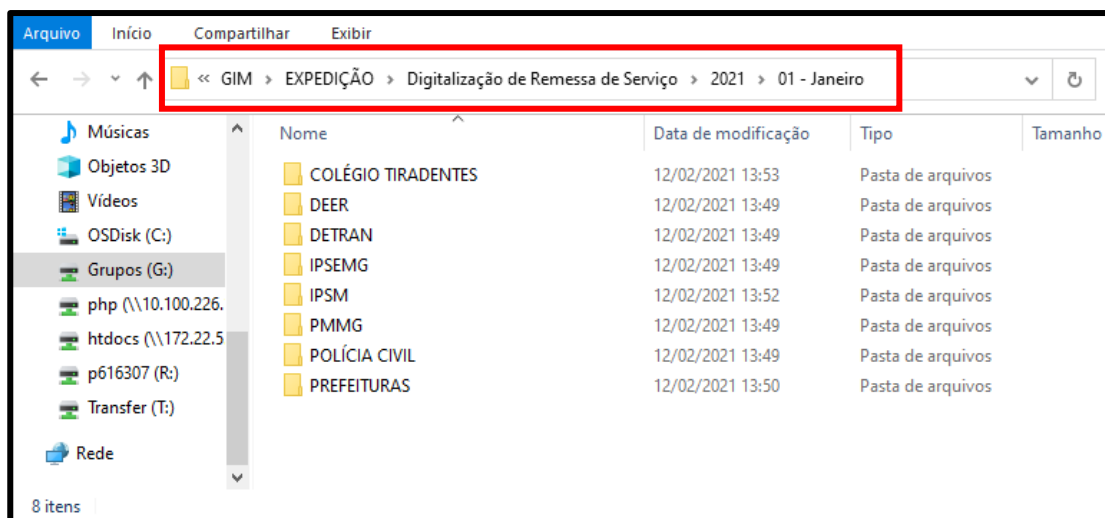 Arquivo Início Compartilhar Exibir
« GIM > EXPEDIÇÃO > Digitalização de Remessa de Serviço > 2021 > 01 - Janeiro
Nome Data de modificação Tipo Tamanho
Músicas
Objetos 3D
Vídeos
OSDisk (C:)
Grupos (G:)
php (\\10.100.226.
htdocs (\\172.22.5
p616307 (R:)
Transfer (T:)
Rede
COLÉGIO TIRADENTES 12/02/2021 13:53 Pasta de arquivos
DEER 12/02/2021 13:49 Pasta de arquivos
DETRAN 12/02/2021 13:49 Pasta de arquivos
IPSEMG 12/02/2021 13:49 Pasta de arquivos
IPSM 12/02/2021 13:52 Pasta de arquivos
PMMG 12/02/2021 13:49 Pasta de arquivos
POLÍCIA CIVIL 12/02/2021 13:49 Pasta de arquivos
PREFEITURAS 12/02/2021 13:50 Pasta de arquivos
8 itens